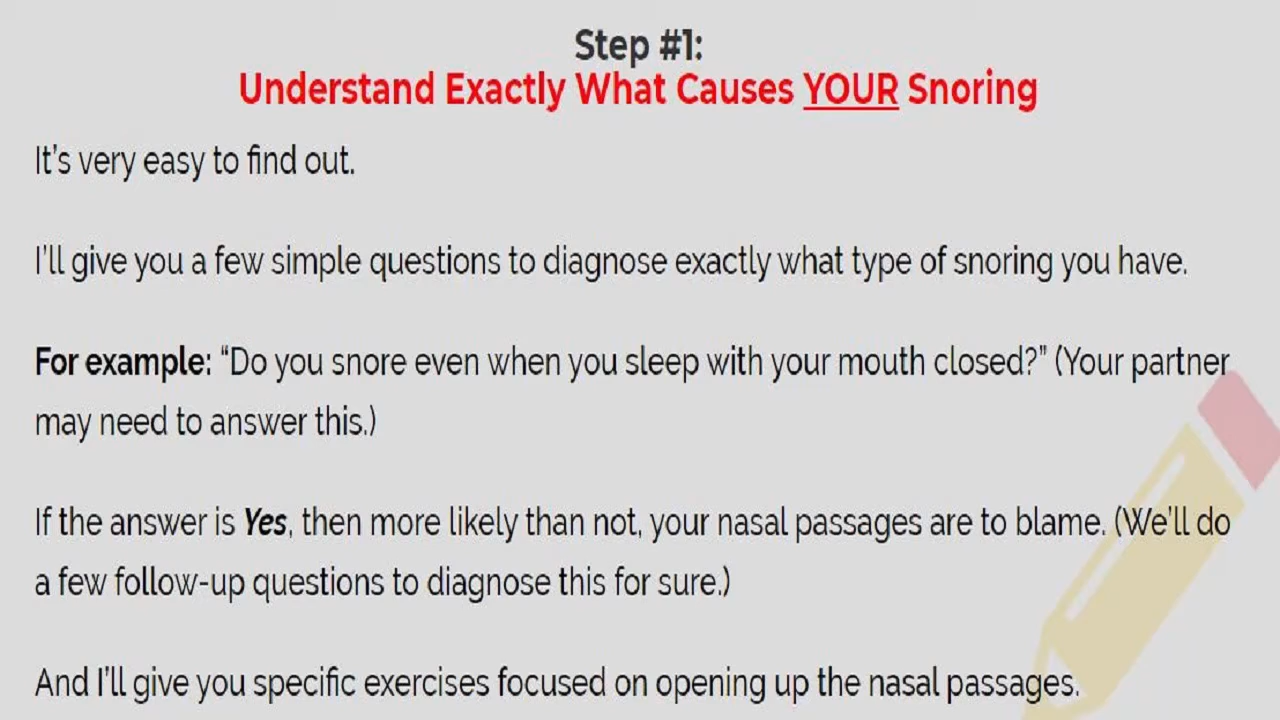 Step #1:
Understand Exactly What Causes YOUR Snoring
It's very easy to find out.
I'll give you a few simple questions to diagnose exactly what type of snoring you have.
For example: “Do you snore even when you sleep with your mouth closed?” (Your partner
may need to answer this.)
If the answer is Yes, then more likely than not, your nasal passages are to blame. (We'll do
a few follow-up questions to diagnose this for sure.)
And I'll give you specific exercises focused on opening up the nasal passages.